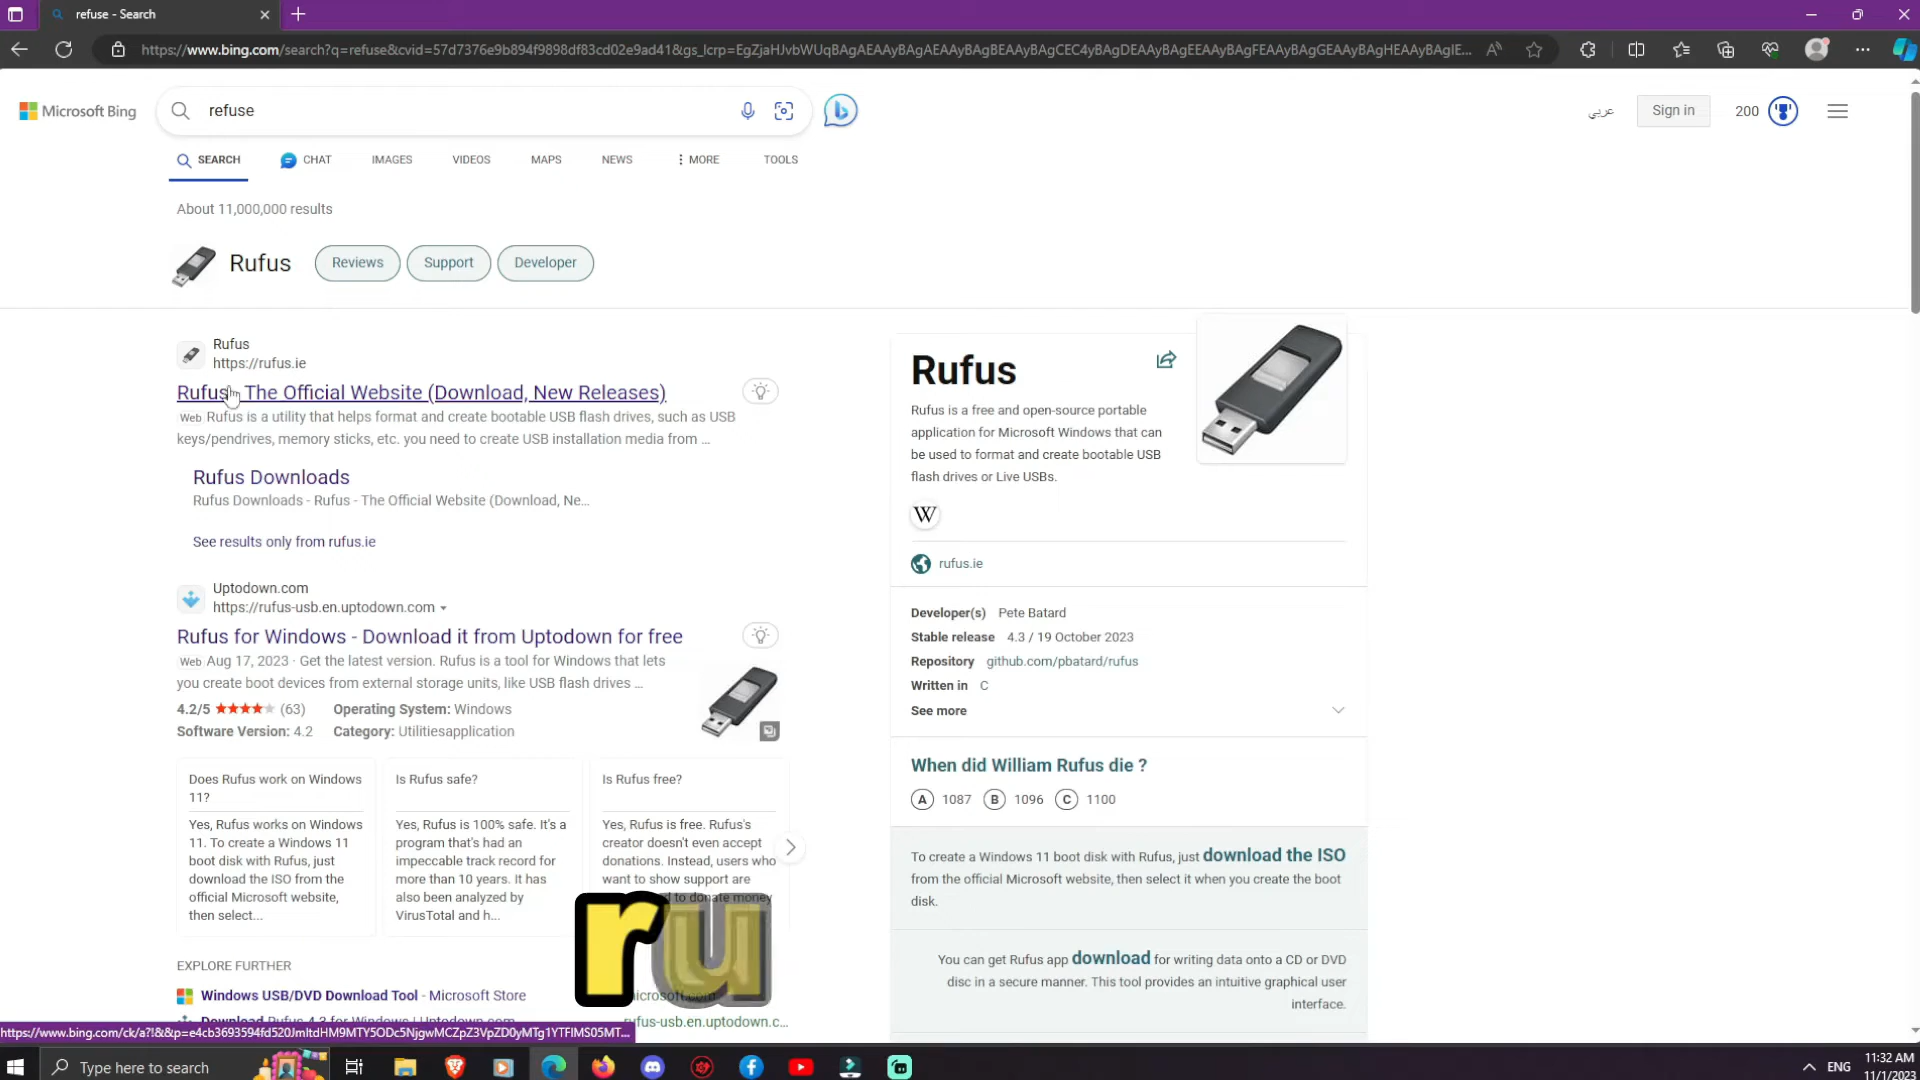 refuse - Search
https://www.bing.com/search?q=refuse&cvid=57d7376e9b894f9898df83cd02e9ad41&gs_lcrp=EgZjaHJvbWUqBAgAEAAyBAgAEAAyBAgBEAAyBAgCEC4yBAgDEAAyBAgEEAAyBAgFEAAyBAgGEAAyBAgHEAAyBAgIE...
Microsoft Bing
refuse
عربي
Sign in
200
SEARCH
CHAT
IMAGES
VIDEOS
MAPS
NEWS
MORE
TOOLS
About 11,000,000 results
Rufus
Reviews
Support
Developer
Rufus
https://rufus.ie
Rufus - The Official Website (Download, New Releases)
Web Rufus is a utility that helps format and create bootable USB flash drives, such as USB
keys/pendrives, memory sticks, etc. you need to create USB installation media from ...
Rufus Downloads
Rufus Downloads - Rufus - The Official Website (Download, Ne...
See results only from rufus.ie
Uptodown.com
https://rufus-usb.en.uptodown.com
Rufus for Windows - Download it from Uptodown for free
Web Aug 17, 2023 · Get the latest version. Rufus is a tool for Windows that lets
you create boot devices from external storage units, like USB flash drives ...
4.2/5 ★★★★★ (63) Operating System: Windows
Software Version: 4.2 Category: Utilitiesapplication
Does Rufus work on Windows
11?
Yes, Rufus works on Windows
11. To create a Windows 11
boot disk with Rufus, just
download the ISO from the
official Microsoft website,
then select...
Is Rufus safe?
Yes, Rufus is 100% safe. It's a
program that's had an
impeccable track record for
more than 10 years. It has
also been analyzed by
VirusTotal and h...
Is Rufus free?
Yes, Rufus is free. Rufus's
creator doesn't even accept
donations. Instead, users who
want to show support are
to donate money
ru
EXPLORE FURTHER
Windows USB/DVD Download Tool - Microsoft Store
microsoft.com
Download Rufus 4.3 for Windows | Uptodown.com
rufus-usb.en.uptodown.c...
Rufus
Rufus is a free and open-source portable
application for Microsoft Windows that can
be used to format and create bootable USB
flash drives or Live USBs.
W
rufus.ie
Developer(s) Pete Batard
Stable release 4.3 / 19 October 2023
Repository github.com/pbatard/rufus
Written in C
See more
When did William Rufus die ?
A 1087 B 1096 C 1100
To create a Windows 11 boot disk with Rufus, just download the ISO
from the official Microsoft website, then select it when you create the boot
disk.
You can get Rufus app download for writing data onto a CD or DVD
disc in a secure manner. This tool provides an intuitive graphical user
interface.
Type here to search
ENG
11:32 AM
11/1/2023